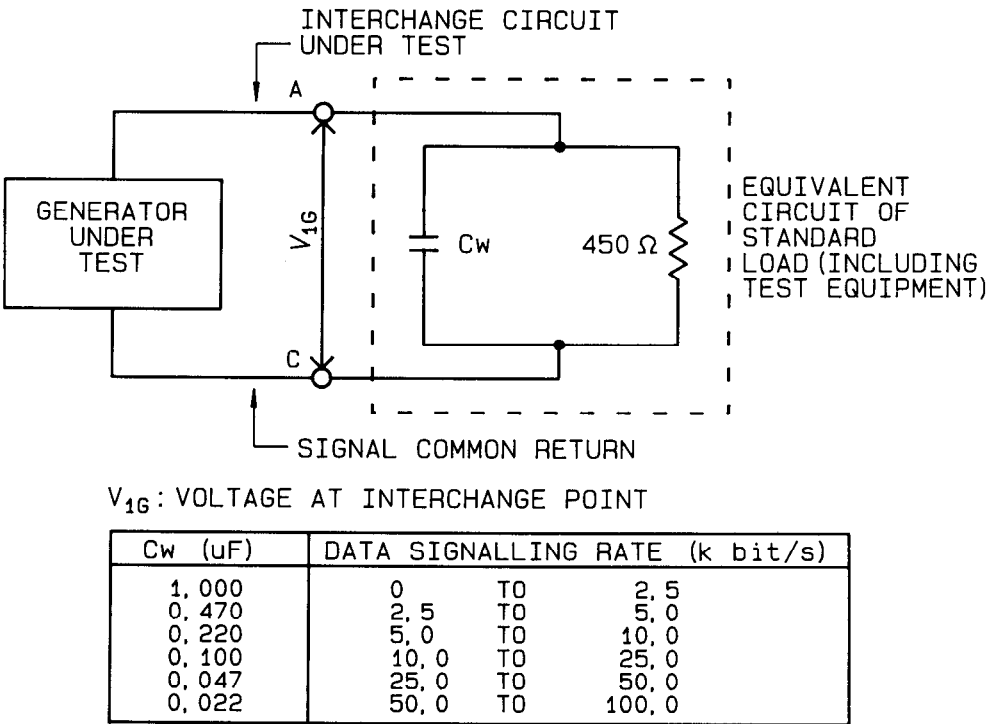 INTERCHANGE CIRCUIT
UNDER TEST
A
GENERATOR
UNDER
TEST
V1G
Cw
450 Ω
EQUIVALENT
CIRCUIT OF
STANDARD
LOAD (INCLUDING
TEST EQUIPMENT)
C
SIGNAL COMMON RETURN
V1G: VOLTAGE AT INTERCHANGE POINT
Cw (uF) DATA SIGNALLING RATE (k bit/s)
1, 000 0 TO 2, 5
0, 470 2, 5 TO 5, 0
0, 220 5, 0 TO 10, 0
0, 100 10, 0 TO 25, 0
0, 047 25, 0 TO 50, 0
0, 022 50, 0 TO 100, 0